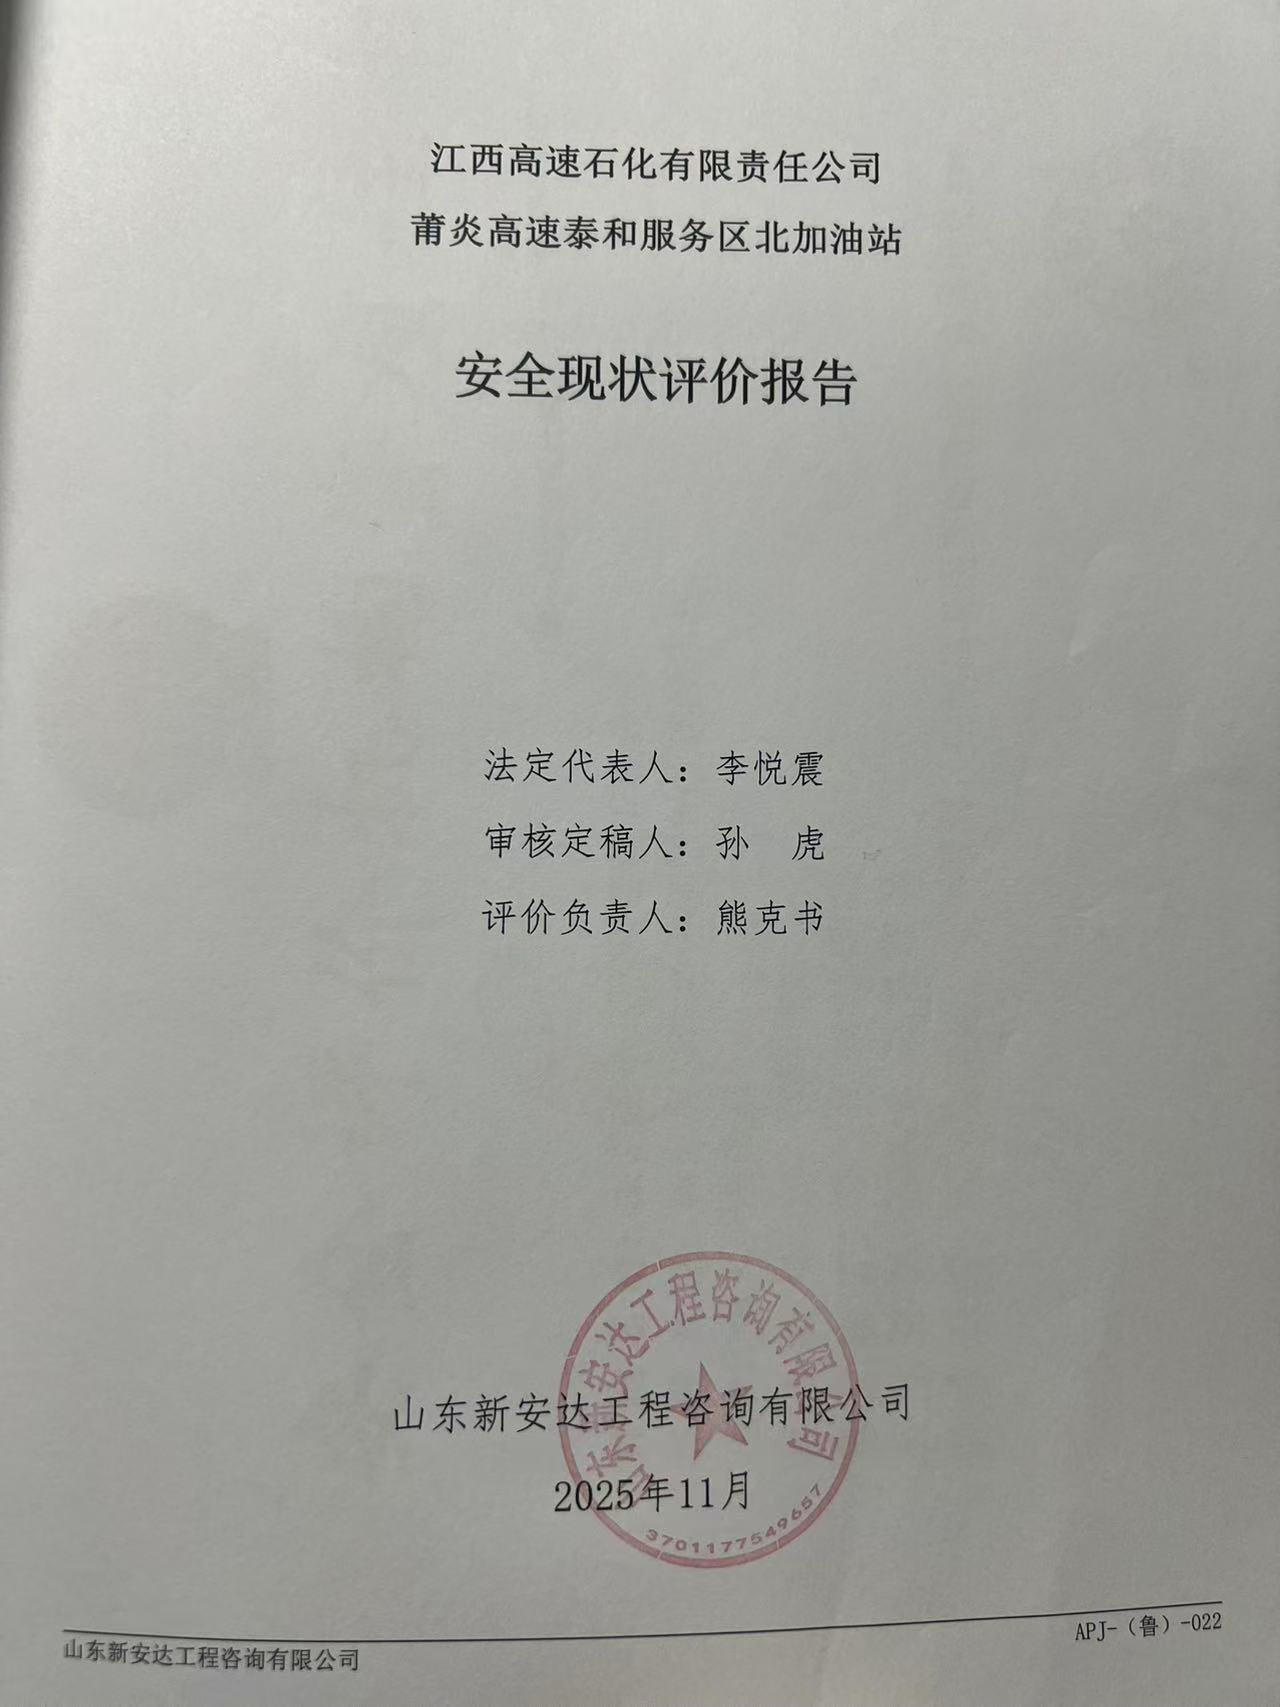 江西高速石化有限责任公司
莆炎高速泰和服务区北加油站
安全现状评价报告
法定代表人：李悦震
审核定稿人：孙　虎
评价负责人：熊克书
山东新安达工程咨询有限公司
山东新安达工程咨询有限公司
2025年11月
3701177549657
山东新安达工程咨询有限公司
APJ-（鲁）-022